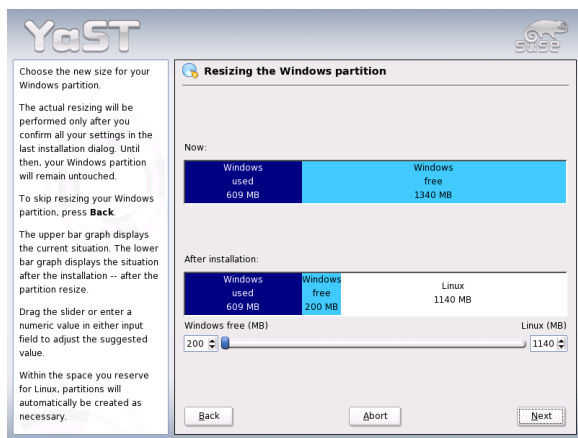 YaST
SUSE
Choose the new size for your
Windows partition.
The actual resizing will be
performed only after you
confirm all your settings in the
last installation dialog. Until
then, your Windows partition
will remain untouched.
To skip resizing your Windows
partition, press Back.
The upper bar graph displays
the current situation. The lower
bar graph displays the situation
after the installation -- after the
partition resize.
Drag the slider or enter a
numeric value in either input
field to adjust the suggested
value.
Within the space you reserve
for Linux, partitions will
automatically be created as
necessary.
Resizing the Windows partition
Now:
Windows
used
609 MB
Windows
free
1340 MB
After installation:
Windows
used
609 MB
Windows
free
200 MB
Linux
1140 MB
Windows free (MB)
Linux (MB)
200
1140
Back
Abort
Next